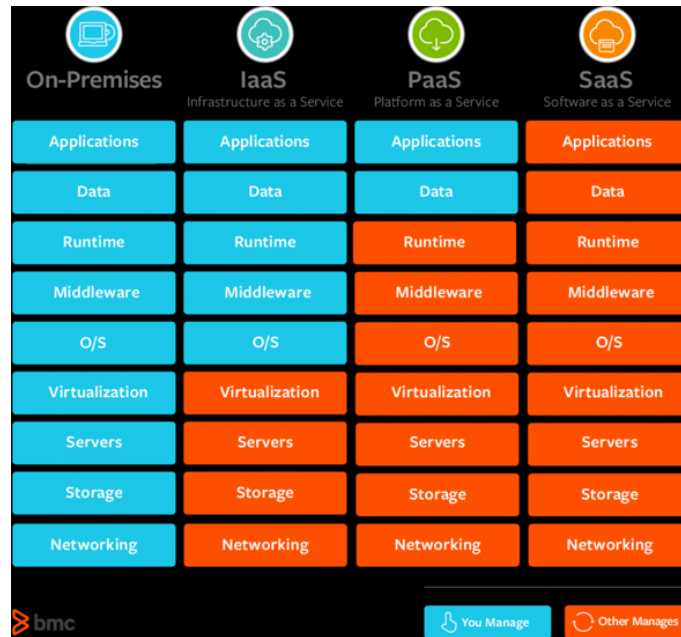 On-Premises IaaS PaaS SaaS
Infrastructure as a Service Platform as a Service Software as a Service
Applications Applications Applications Applications
Data Data Data Data
Runtime Runtime Runtime Runtime
Middleware Middleware Middleware Middleware
O/S O/S O/S O/S
Virtualization Virtualization Virtualization Virtualization
Servers Servers Servers Servers
Storage Storage Storage Storage
Networking Networking Networking Networking
bmc You Manage Other Manages